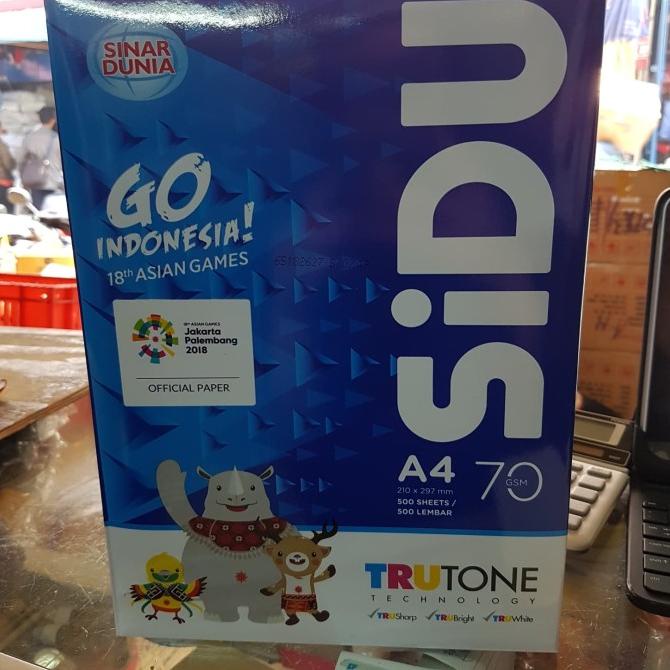 SINAR
DUNIA
GO
INDONESIA!
18th ASIAN GAMES
18th ASIAN GAMES
Jakarta
Palembang
2018
OFFICIAL PAPER
SiDU
A4
210 x 297 mm
500 SHEETS /
500 LEMBAR
70
GSM
TRUTONE
TECHNOLOGY
TRUSharp TRUBright TRUWhite